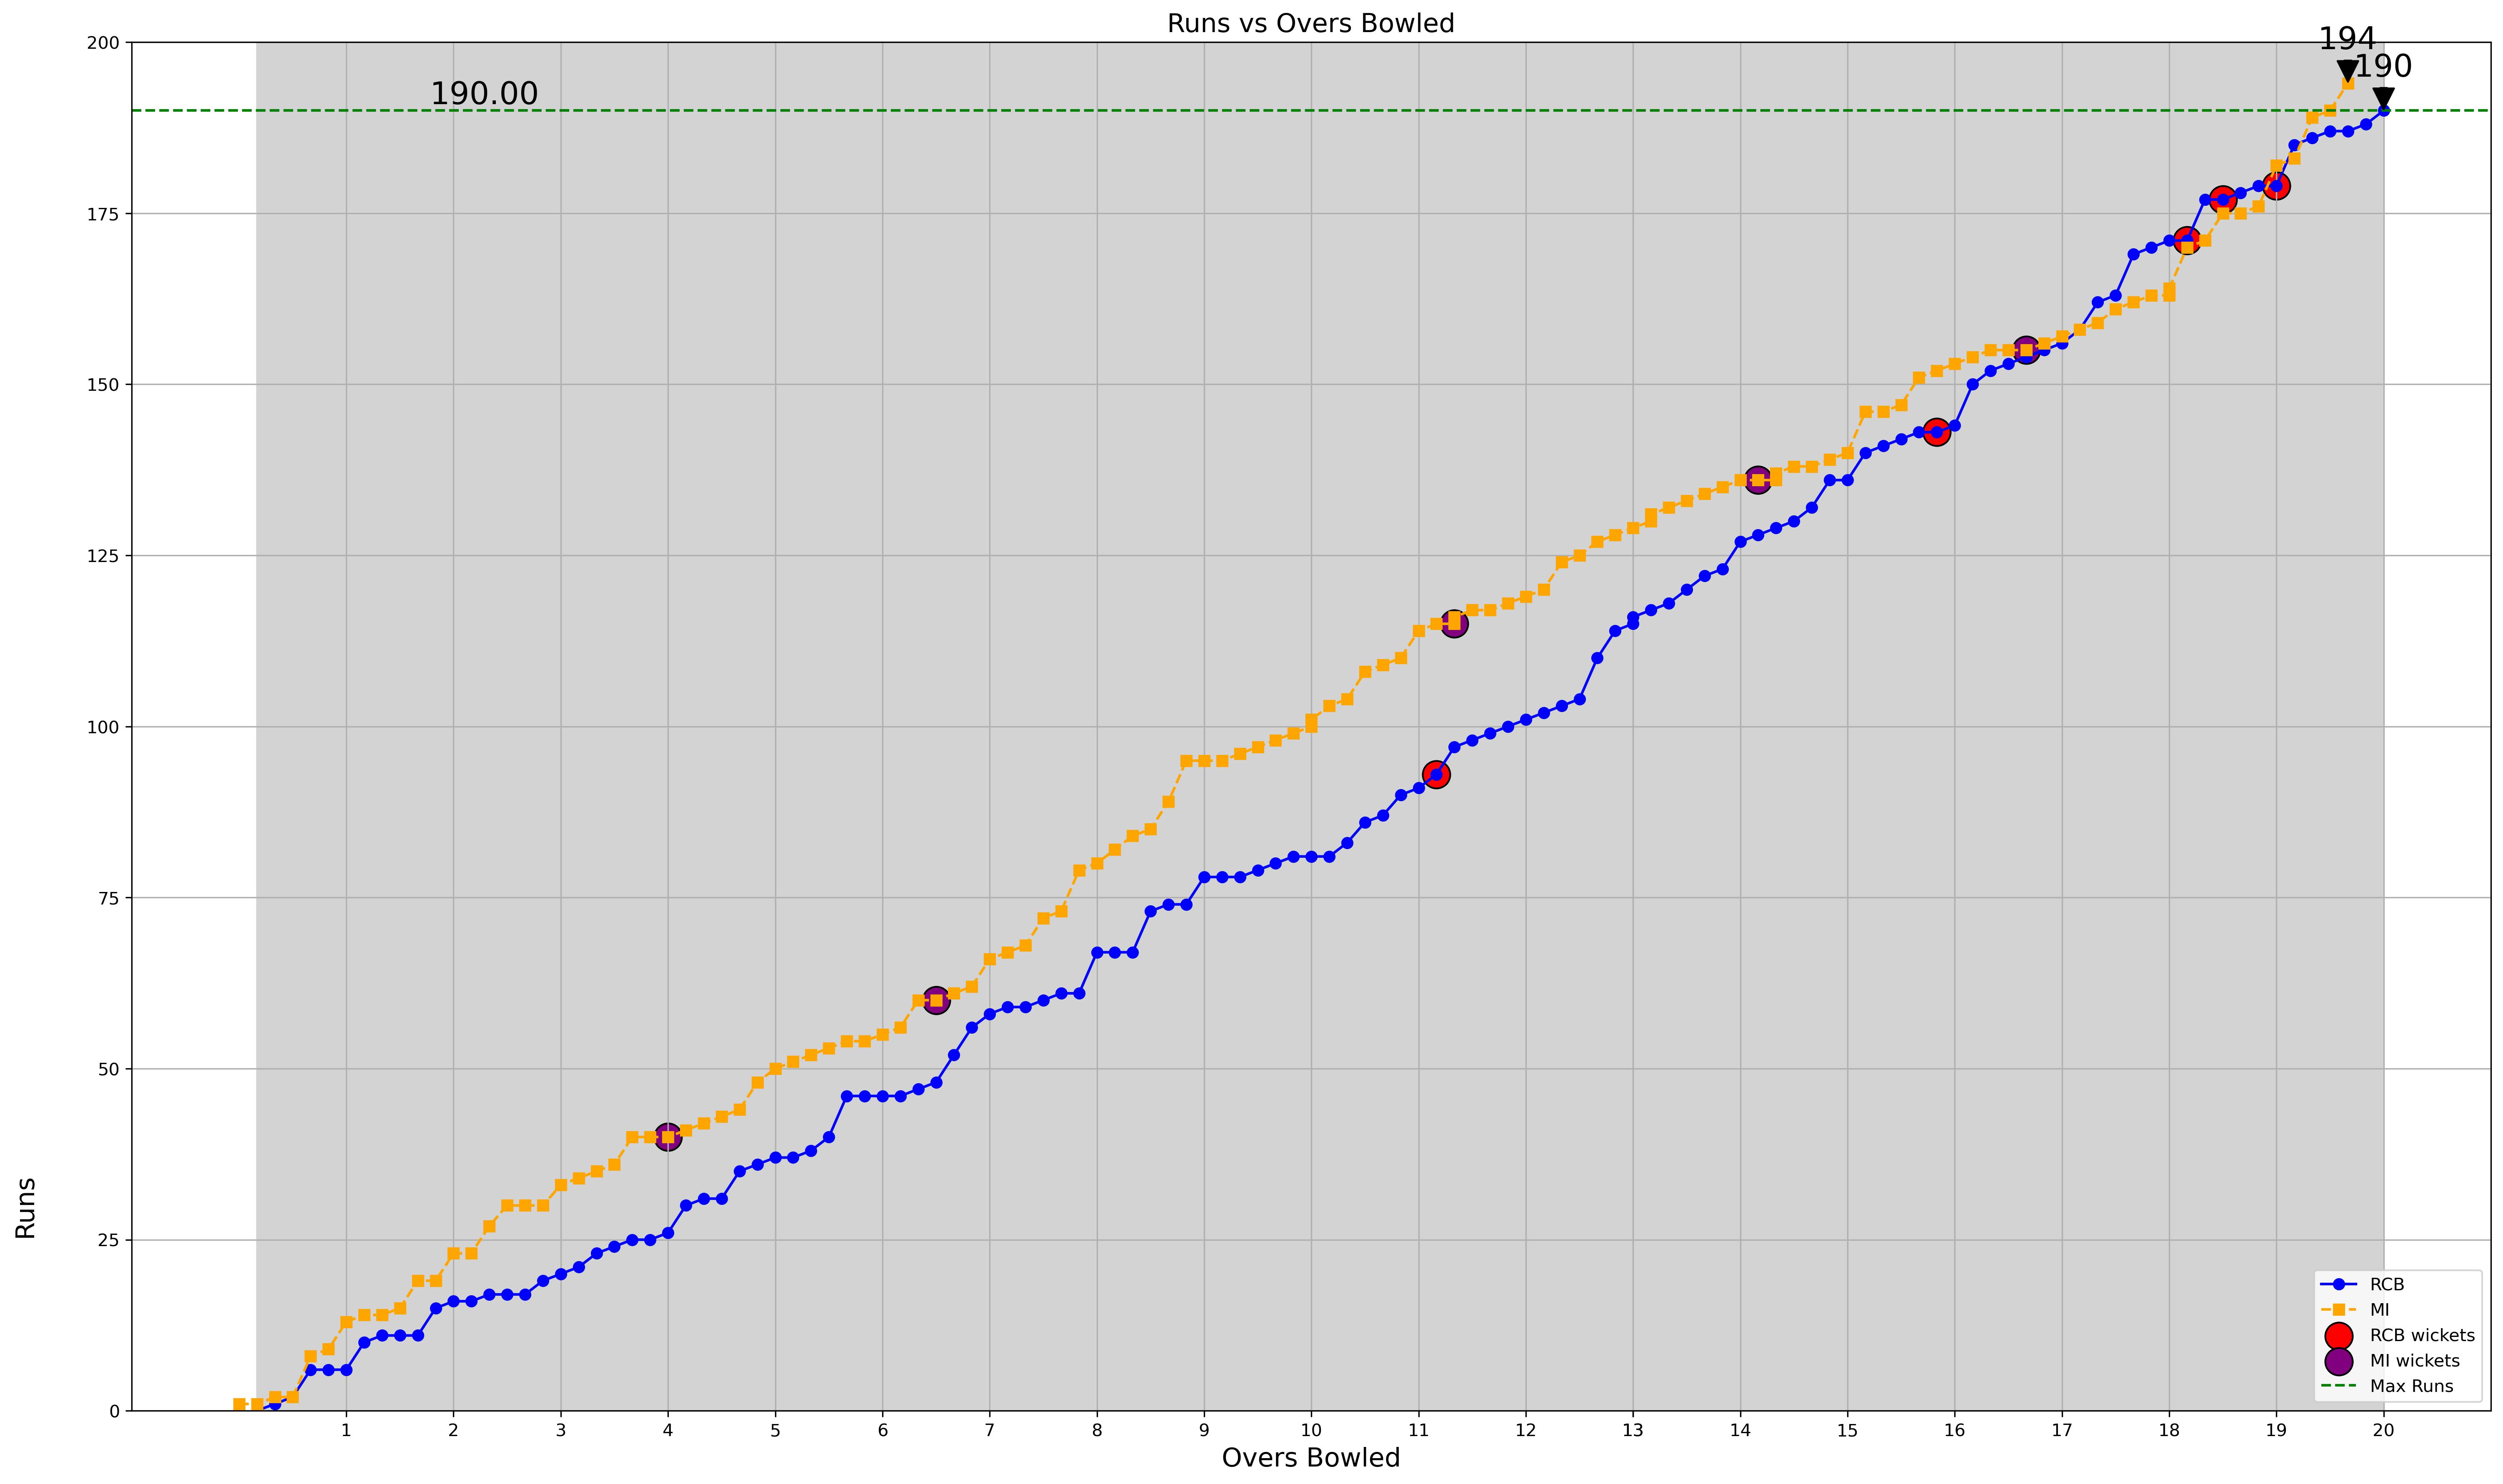 Runs vs Overs Bowled
194
190
190.00
200
175
150
125
100
75
50
25
0
Runs
1 2 3 4 5 6 7 8 9 10 11 12 13 14 15 16 17 18 19 20
Overs Bowled
RCB
MI
RCB wickets
MI wickets
Max Runs